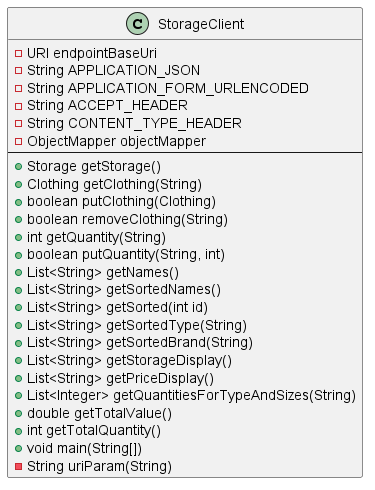 C StorageClient
URI endpointBaseUri
String APPLICATION_JSON
String APPLICATION_FORM_URLENCODED
String ACCEPT_HEADER
String CONTENT_TYPE_HEADER
ObjectMapper objectMapper
Storage getStorage()
Clothing getClothing(String)
boolean putClothing(Clothing)
boolean removeClothing(String)
int getQuantity(String)
boolean putQuantity(String, int)
List<String> getNames()
List<String> getSortedNames()
List<String> getSorted(int id)
List<String> getSortedType(String)
List<String> getSortedBrand(String)
List<String> getStorageDisplay()
List<String> getPriceDisplay()
List<Integer> getQuantitiesForTypeAndSizes(String)
double getTotalValue()
int getTotalQuantity()
void main(String[])
String uriParam(String)